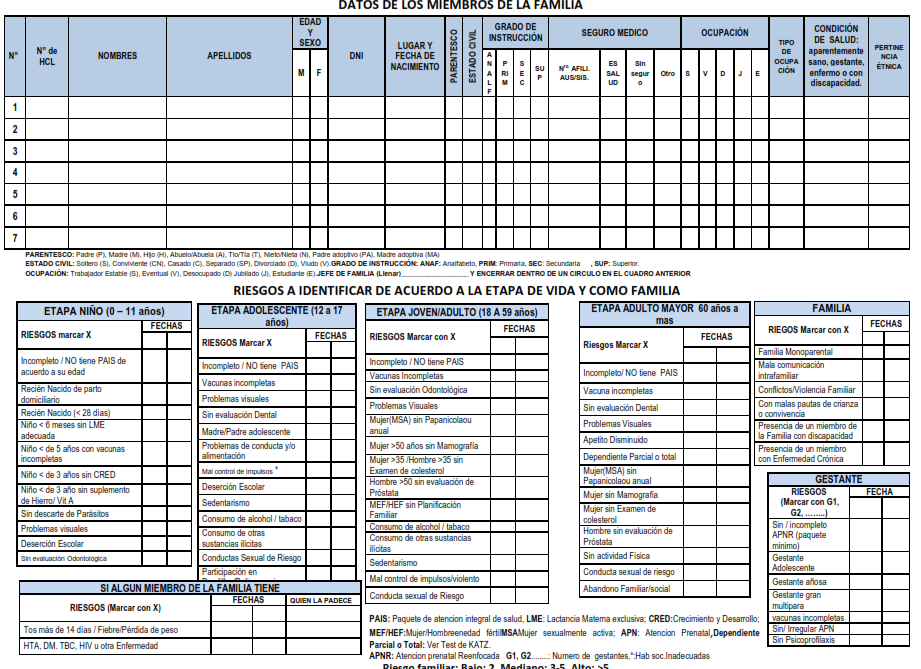 DATOS DE LOS MIEMBROS DE LA FAMILIA
N°
N° de HCL
NOMBRES
APELLIDOS
EDAD Y SEXO
M
F
DNI
LUGAR Y FECHA DE NACIMIENTO
PARENTESCO
ESTADO CIVIL
GRADO DE INSTRUCCIÓN
ANALF
PRIM
SEC
SUP
SEGURO MEDICO
N°s AFILI. AUS/SIS.
ES SAL UD
Sin segur o
Otro
OCUPACIÓN
S
V
D
J
E
TIPO DE OCUPA CIÓN
CONDICIÓN DE SALUD: aparentemente sano, gestante, enfermo o con discapacidad.
PERTINE NCIA ÉTNICA
1
2
3
4
5
6
7
PARENTESCO: Padre (P), Madre (M), Hijo (H), Abuelo/Abuela (A), Tio/Tía (T), Nieto/Nieta (N), Padre adoptivo (PA), Madre adoptiva (MA)
ESTADO CIVIL: Soltero (S), Conviviente (CN), Casado (C), Separado (SP), Divorciado (D), Viudo (V).GRADO DE INSTRUCCIÓN: ANAF: Analfabeto, PRIM: Primaria, SEC: Secundaria , SUP: Superior.
OCUPACIÓN: Trabajador Estable (S), Eventual (V), Desocupado (D) Jubilado (J), Estudiante (E).JEFE DE FAMILIA (Llenar)__________________ Y ENCERRAR DENTRO DE UN CIRCULO EN EL CUADRO ANTERIOR
RIESGOS A IDENTIFICAR DE ACUERDO A LA ETAPA DE VIDA Y COMO FAMILIA
ETAPA NIÑO (0 – 11 años)
RIESGOS marcar X
FECHAS
Incompleto / NO tiene PAIS de
acuerdo a su edad
Recién Nacido de parto
domiciliario
Recién Nacido (< 28 días)
Niño < 6 meses sin LME
adecuada
Niño < de 5 años con vacunas
incompletas
Niño < de 3 años sin CRED
Niño < de 3 año sin suplemento
de Hierro/ Vit A
Sin descarte de Parásitos
Problemas visuales
Deserción Escolar
Sin evaluación Odontológica
ETAPA ADOLESCENTE (12 a 17
años)
RIESGOS Marcar X
FECHAS
Incompleto / NO tiene PAIS
Vacunas incompletas
Problemas visuales
Sin evaluación Dental
Madre/Padre adolescente
Problemas de conducta y/o
alimentación
Mal control de impulsos *
Deserción Escolar
Sedentarismo
Consumo de alcohol / tabaco
Consumo de otras
sustancias ilícitas
Conductas Sexual de Riesgo
Participación en
ETAPA JOVEN/ADULTO (18 A 59 años)
RIESGOS Marcar con X
FECHAS
Incompleto / NO tiene PAIS
Vacunas Incompletas
Sin evaluación Odontológica
Problemas Visuales
Mujer(MSA) sin Papanicolaou
anual
Mujer >50 años sin Mamografía
Mujer >35 /Hombre >35 sin
Examen de colesterol
Hombre >50 sin evaluación de
Próstata
MEF/HEF sin Planificación
Familiar
Consumo de alcohol / tabaco
Consumo de otras sustancias
ilícitas
Sedentarismo
Mal control de impulsos/violento
Conducta sexual de Riesgo
ETAPA ADULTO MAYOR 60 años a
mas
Riesgos Marcar X
FECHAS
Incompleto/ NO tiene PAIS
Vacuna incompletas
Sin evaluación Dental
Problemas Visuales
Apetito Disminuido
Dependiente Parcial o total
Mujer(MSA) sin
Papanicolaou anual
Mujer sin Mamografía
Mujer sin Examen de
colesterol
Hombre sin evaluación de
Próstata
Sin actividad Física
Conducta sexual de riesgo
Abandono Familiar/social
FAMILIA
RIEGOS Marcar con X
FECHAS
Familia Monoparental
Mala comunicación
intrafamiliar
Conflictos/Violencia Familiar
Con malas pautas de crianza
o convivencia
Presencia de un miembro de
la Familia con discapacidad
Presencia de un miembro
con Enfermedad Crónica
GESTANTE
RIESGOS
(Marcar con G1,
G2, ........)
FECHA
Sin / incompleto
APNR (paquete
minimo)
Gestante
Adolescente
Gestante añosa
Gestante gran
multipara
vacunas incompletas
Sin/ Irregular APN
Sin Psicoprofilaxis
SI ALGUN MIEMBRO DE LA FAMILIA TIENE
RIESGOS (Marcar con X)
FECHAS
QUIEN LA PADECE
Tos más de 14 días / Fiebre/Pérdida de peso
HTA, DM. TBC, HIV u otra Enfermedad
PAIS: Paquete de atencion integral de salud, LME: Lactancia Materna exclusiva; CRED:Crecimiento y Desarrollo;
MEF/HEF:Mujer/Hombreenedad fértilMSAMujer sexualmente activa; APN: Atencion Prenatal,Dependiente
Parcial o Total: Ver Test de KATZ.
APNR: Atencion prenatal Reenfocada G1, G2........: Numero de gestantes,*:Hab soc.Inadecuadas
Riesgo familiar: Bajo: 2, Mediano: 3-5, Alto: >5